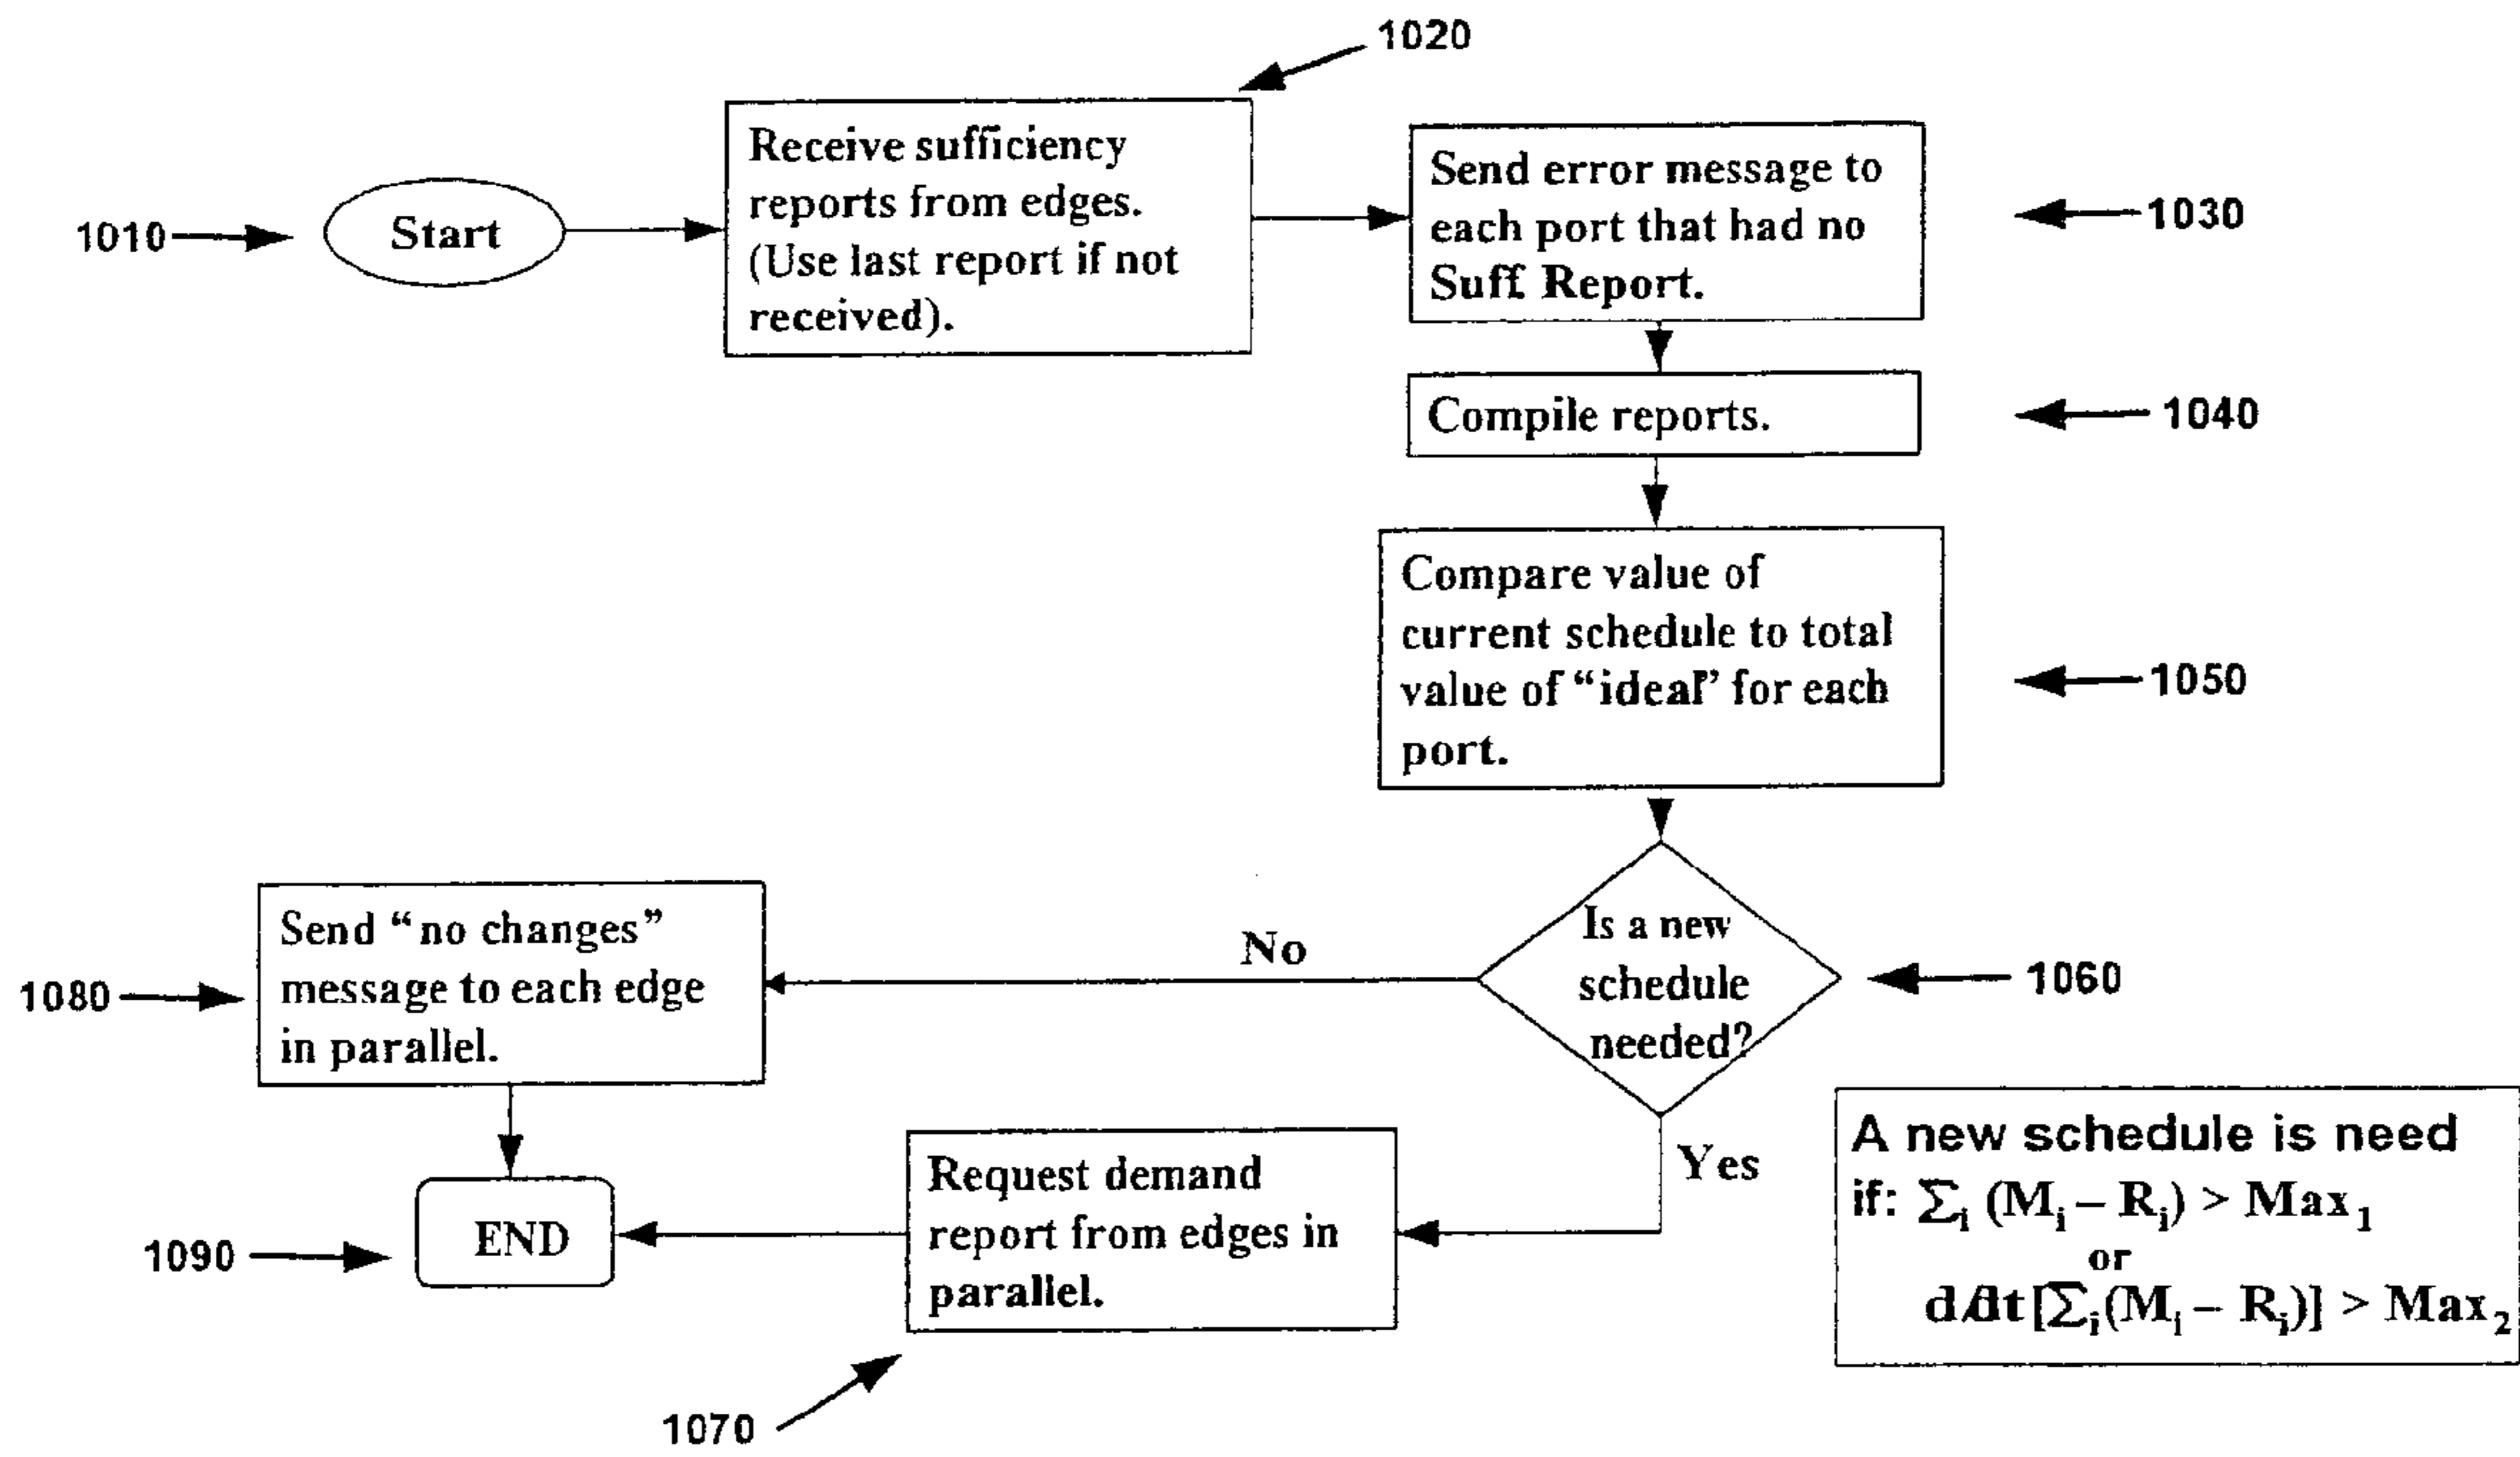 1020
Receive sufficiency
reports from edges.
(Use last report if not
received).
1010
Start
Send error message to
each port that had no
Suff. Report.
1030
Compile reports.
1040
Compare value of
current schedule to total
value of “ideal” for each
port.
1050
Is a new
schedule
needed?
1060
No
Send “no changes”
message to each edge
in parallel.
1080
Yes
Request demand
report from edges in
parallel.
1070
END
1090
A new schedule is need
if: Σi (Mi – Ri) > Max1
or
d/dt [Σi(Mi – Ri)] > Max2